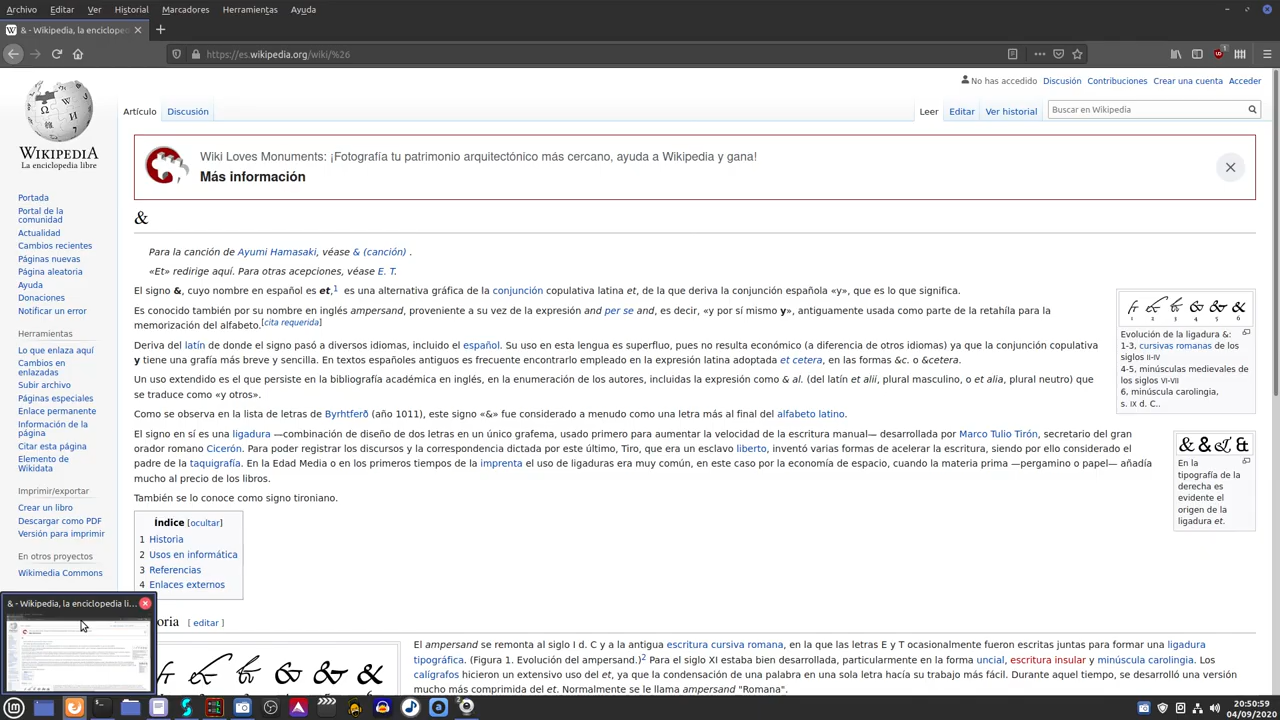 Archivo Editar Ver Historial Marcadores Herramientas Ayuda
& - Wikipedia, la enciclope
https://es.wikipedia.org/wiki/%26
No ha accedido Discusión Contribuciones Crear una cuenta Acceder
Artículo Discusión Leer Editar Ver historial Buscar en Wikipedia
WIKIPEDIA
La enciclopedia libre
Wiki Loves Monuments: ¡Fotografía tu patrimonio arquitectónico más cercano, ayuda a Wikipedia y gana!
Más información
Portada
Portal de la
comunidad
Actualidad
Cambios recientes
Páginas nuevas
Página aleatoria
Ayuda
Donaciones
Notificar un error
Herramientas
Lo que enlaza aquí
Cambios en
enlazadas
Subir archivo
Páginas especiales
Enlace permanente
Información de la
página
Citar esta página
Elemento de
Wikidata
Imprimir/exportar
Crear un libro
Descargar como PDF
Versión para imprimir
En otros proyectos
Wikimedia Commons
&
Para la canción de Ayumi Hamasaki, véase & (canción) .
«Et» redirige aquí. Para otras acepciones, véase E. T.
El signo &, cuyo nombre en español es et,1 es una alternativa gráfica de la conjunción copulativa latina et, de la que deriva la conjunción española «y», que es lo que significa.
Es conocido también por su nombre en inglés ampersand, proveniente a su vez de la expresión and per se and, es decir, «y por sí mismo y», antiguamente usada como parte de la retahíla para la
memorización del alfabeto.[cita requerida]
Deriva del latín de donde el signo pasó a diversos idiomas, incluido el español. Su uso en esta lengua es superfluo, pues no resulta económico (a diferencia de otros idiomas) ya que la conjunción copulativa
y tiene una grafía más breve y sencilla. En textos españoles antiguos es frecuente encontrarlo empleado en la expresión latina adaptada et cetera, en las formas &c. o &cetera.
Un uso extendido es el que persiste en la bibliografía académica en inglés, en la enumeración de los autores, incluidas la expresión como & al. (del latín et alii, plural masculino, o et alia, plural neutro) que
se traduce como «y otros».
Como se observa en la lista de letras de Byrhtferð (año 1011), este signo «&» fue considerado a menudo como una letra más al final del alfabeto latino.
El signo en sí es una ligadura —combinación de diseño de dos letras en un único grafema, usado primero para aumentar la velocidad de la escritura manual— desarrollada por Marco Tulio Tirón, secretario del gran
orador romano Cicerón. Para poder registrar los discursos y la correspondencia dictada por este último, Tiro, que era un esclavo liberto, inventó varias formas de acelerar la escritura, siendo por ello considerado el
padre de la taquigrafía. En la Edad Media o en los primeros tiempos de la imprenta el uso de ligaduras era muy común, en este caso por la economía de espacio, cuando la materia prima —pergamino o papel— añadía
mucho al precio de los libros.
También se lo conoce como signo tironiano.
1 2 3 4 5 6
Evolución de la ligadura &:
1-3, cursivas romanas de los
siglos II-IV
4-5, minúsculas medievales de
los siglos VI-VII
6, minúscula carolingia,
s. IX d. C..
& & & &
En la
tipografía de la
derecha es
evidente el
origen de la
ligadura et.
Índice [ocultar]
1 Historia
2 Usos en informática
3 Referencias
4 Enlaces externos
& - Wikipedia, la enciclopedia li...
oria [ editar ]
El ampersand se remonta al siglo I a. C y a la antigua escritura cursiva romana, en la que las letras E y T ocasionalmente fueron escritas juntas para formar una ligadura
tipográfica. (Figura 1. Evolución del ampersand.)2 Para el siglo XI estaba bien desarrollada, particularmente en la forma uncial, escritura insular y minúscula carolingia. Los
calígrafos hicieron un extensivo uso del et, ya que la condensación de una palabra en una sola letra hacía su trabajo más fácil. Durante aquel tiempo, se desarrolló una versión
20:50:59
04/09/2020